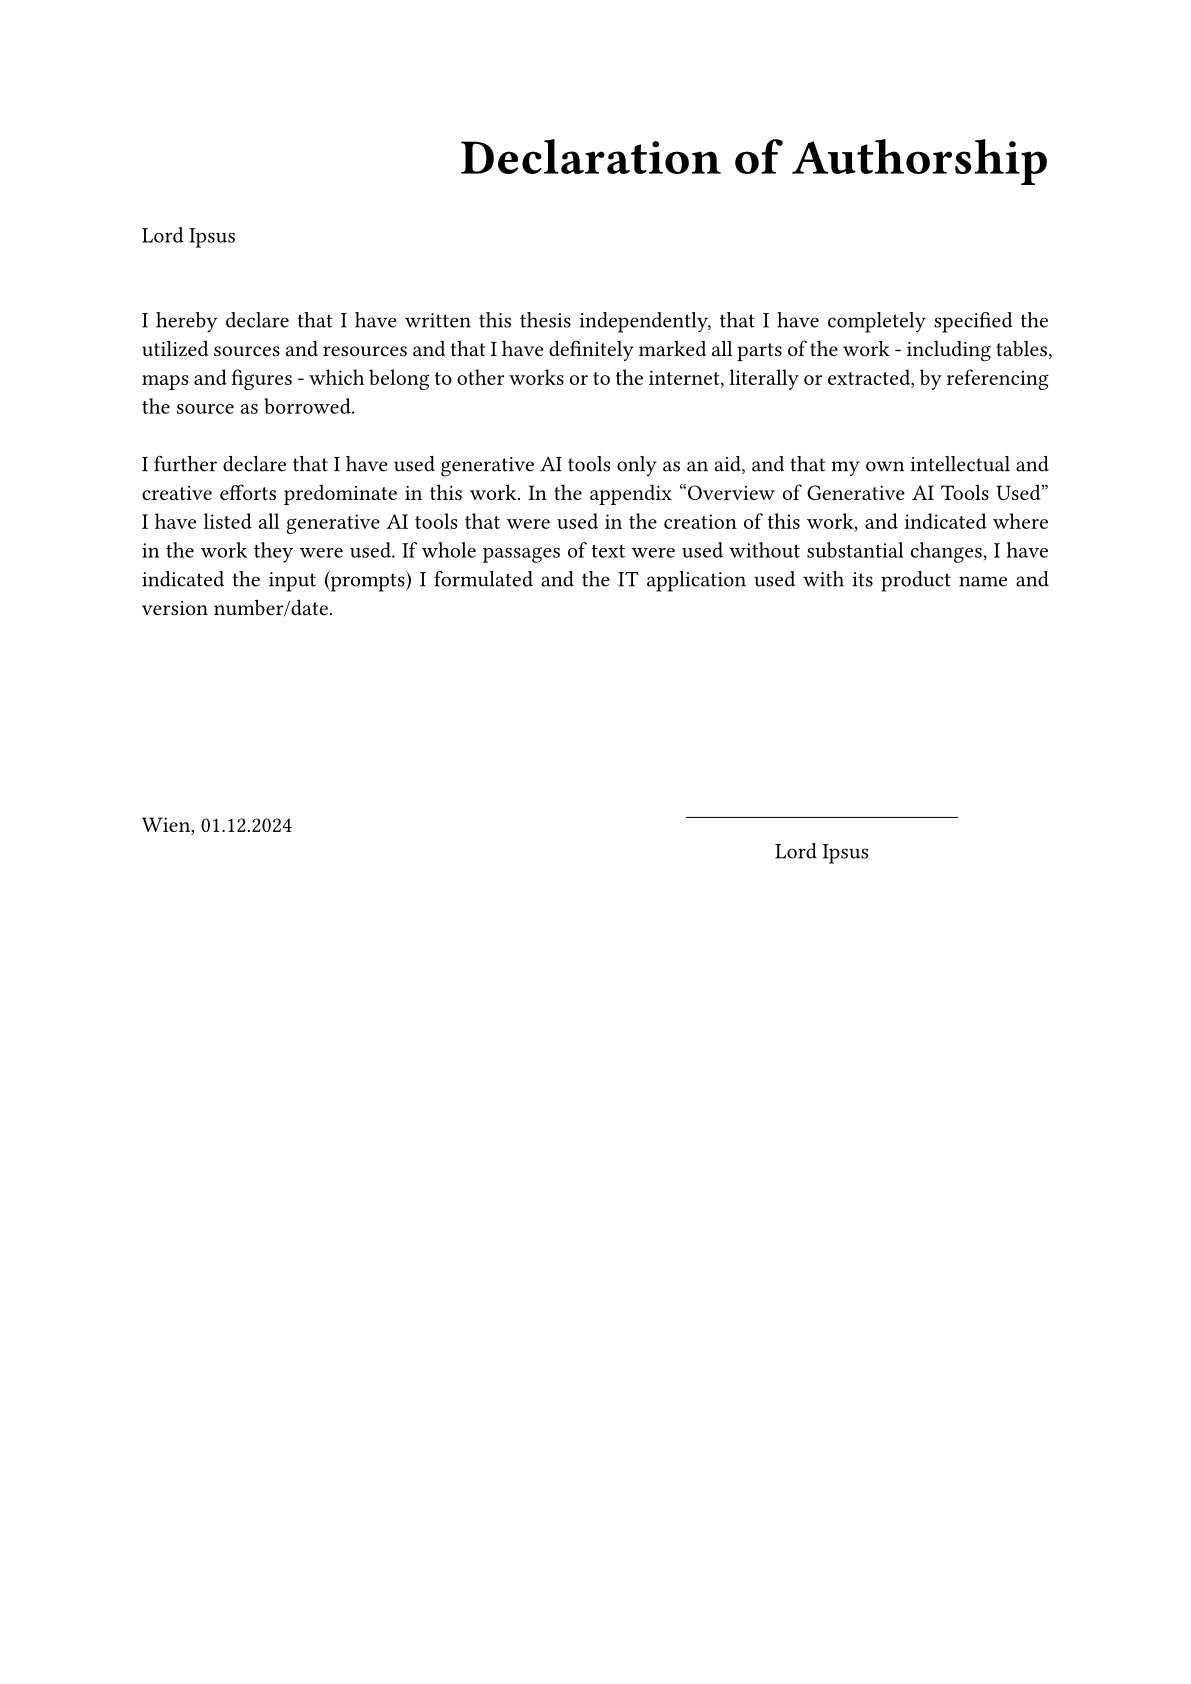 Declaration of Authorship
Lord Ipsus
I hereby declare that I have written this thesis independently, that I have completely specified the
utilized sources and resources and that I have definitely marked all parts of the work - including tables,
maps and figures - which belong to other works or to the internet, literally or extracted, by referencing
the source as borrowed.
I further declare that I have used generative AI tools only as an aid, and that my own intellectual and
creative efforts predominate in this work. In the appendix “Overview of Generative AI Tools Used”
I have listed all generative AI tools that were used in the creation of this work, and indicated where
in the work they were used. If whole passages of text were used without substantial changes, I have
indicated the input (prompts) I formulated and the IT application used with its product name and
version number/date.
Wien, 01.12.2024
Lord Ipsus